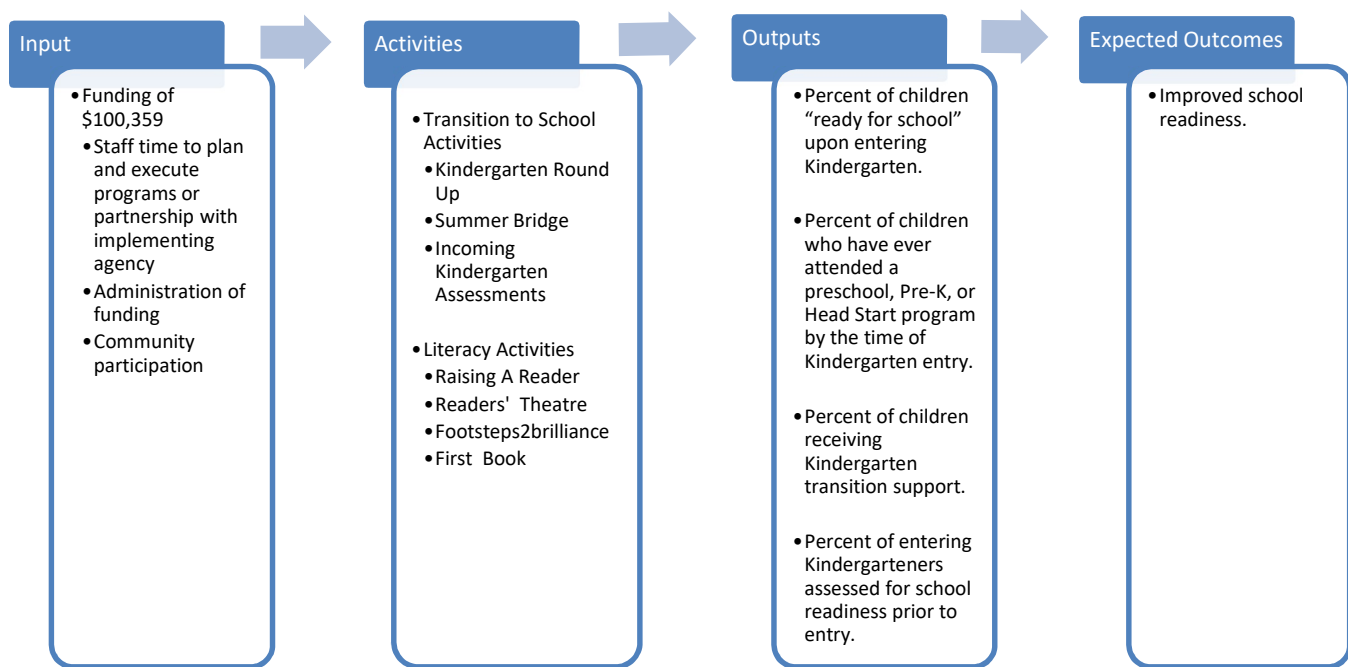 Input
•Funding of
$100,359
•Staff time to plan
and execute
programs or
partnership with
implementing
agency
•Administration of
funding
•Community
participation
Activities
•Transition to School
Activities
•Kindergarten Round
Up
•Summer Bridge
•Incoming
Kindergarten
Assessments
•Literacy Activities
•Raising A Reader
•Readers' Theatre
•Footsteps2brilliance
•First Book
Outputs
•Percent of children
“ready for school”
upon entering
Kindergarten.
•Percent of children
who have ever
attended a
preschool, Pre-K, or
Head Start program
by the time of
Kindergarten entry.
•Percent of children
receiving
Kindergarten
transition support.
•Percent of entering
Kindergarteners
assessed for school
readiness prior to
entry.
Expected Outcomes
•Improved school
readiness.